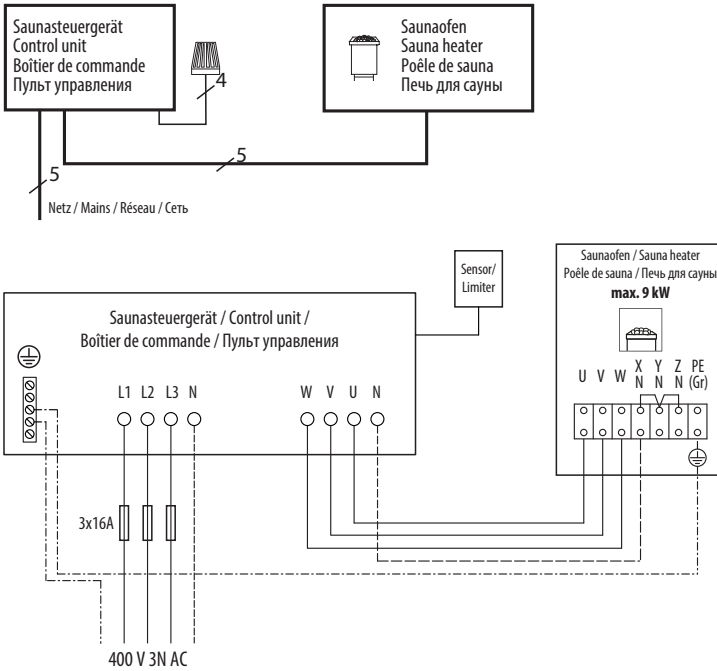 Saunasteuergerät
Control unit
Boîtier de commande
Пульт управления
4
Saunaofen
Sauna heater
Poêle de sauna
Печь для сауны
5
5
Netz / Mains / Réseau / Сеть
Sensor/
Limiter
Saunaofen / Sauna heater
Poêle de sauna / Печь для сауны
max. 9 kW
Saunasteuergerät / Control unit /
Boîtier de commande / Пульт управления
L1 L2 L3 N
W V U N
U V W X Y Z PE
N N N (Gr)
3x16A
400 V 3N AC